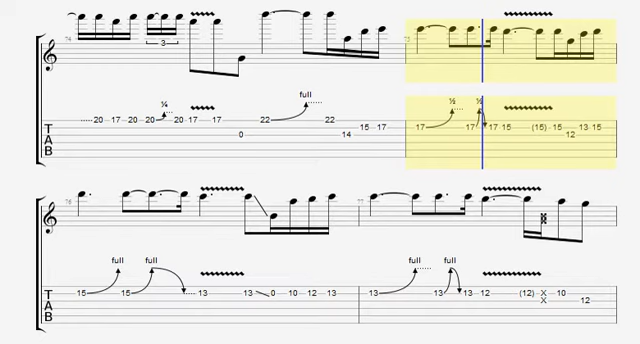 74
3
75
¼
full
½
½
20 17 20 20 20 17 17 0 22 22 14 15 17 17 17 17 15 (15) 15 12 13 15
T
A
B
76
77
full
full
full
full
15 15 13 13 0 10 12 13 13 13 13 12 (12) X X 10 12
T
A
B